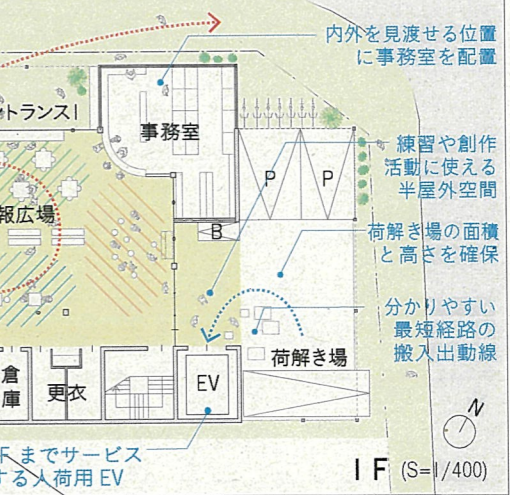 内外を見渡せる位置
に事務室を配置
トランスI
事務室
練習や創作
活動に使える
半屋外空間
P
P
報広場
B
荷解き場の面積
と高さを確保
分かりやすい
最短経路の
搬入出動線
荷解き場
倉庫
更衣
EV
N
F までサービス
する人荷用 EV
1F (S=1/400)